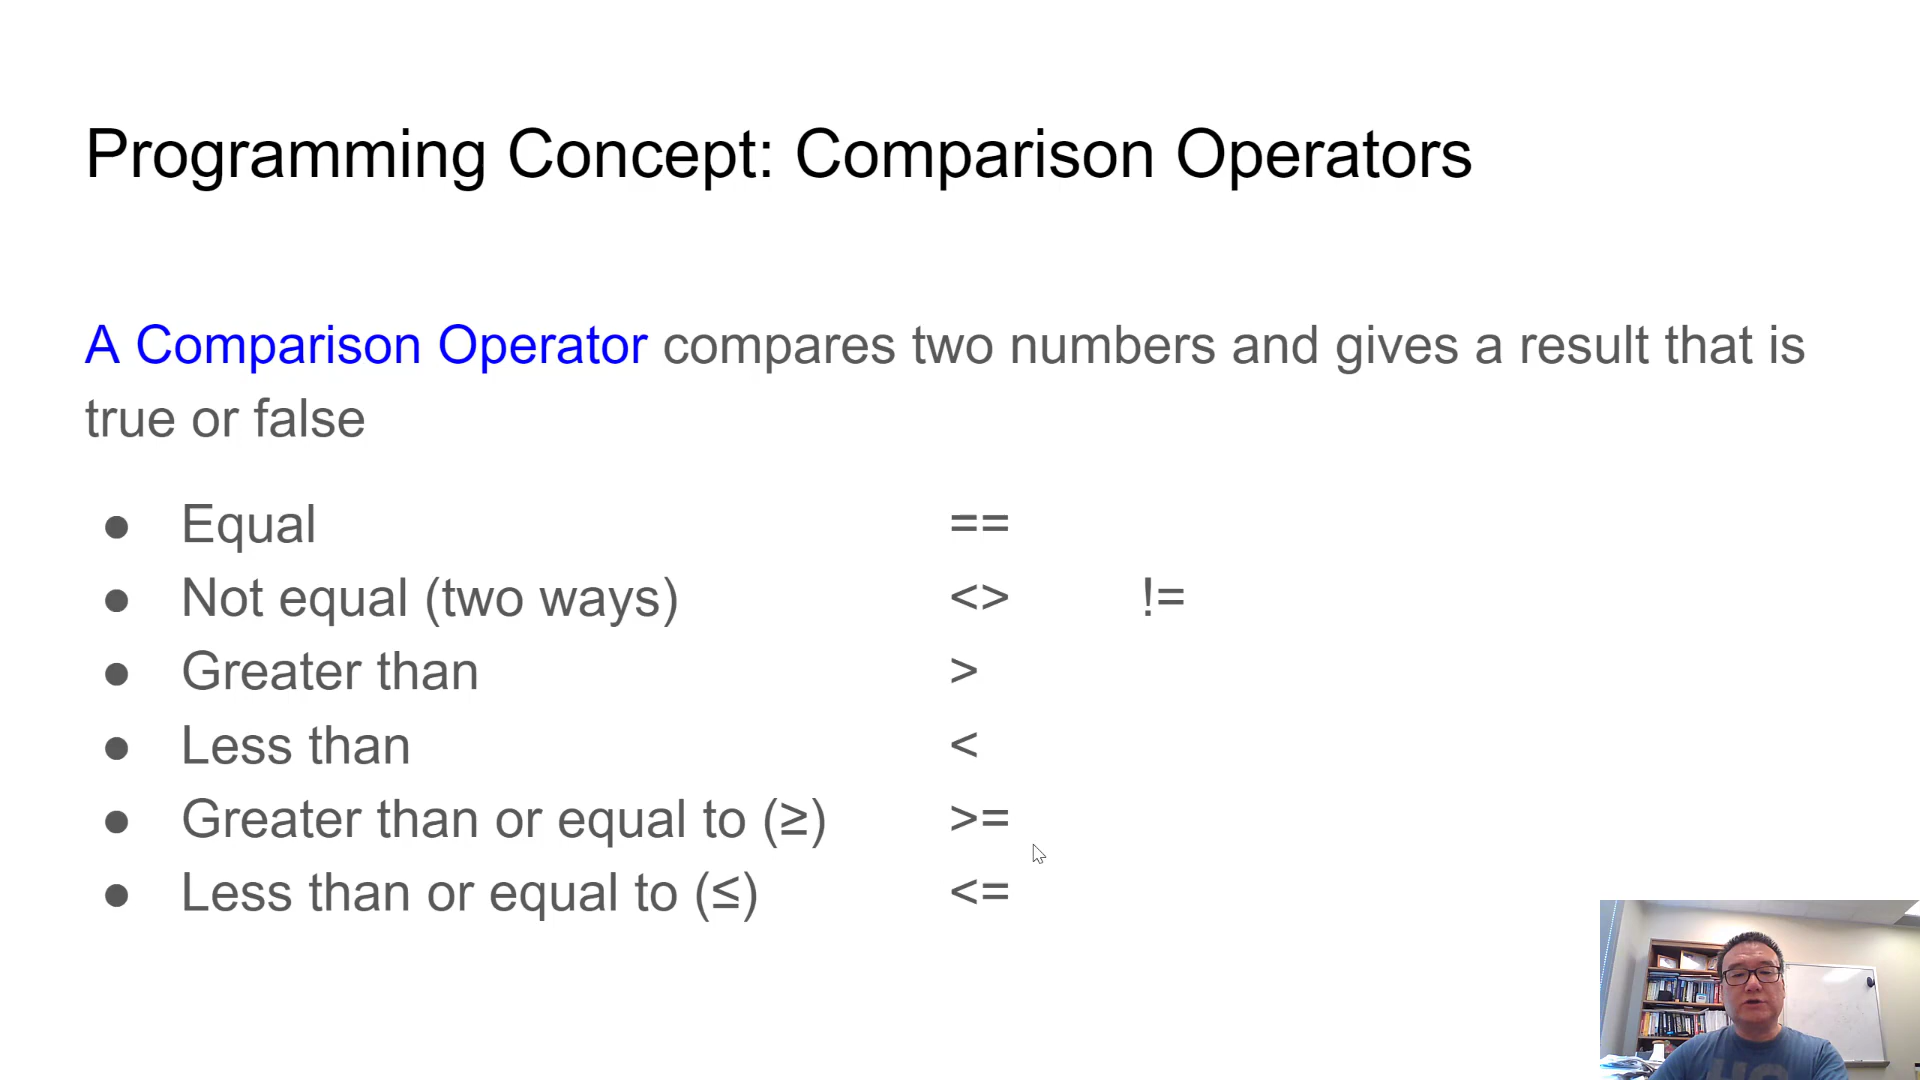 Programming Concept: Comparison Operators
A Comparison Operator compares two numbers and gives a result that is
true or false
● Equal ==
● Not equal (two ways) <> !=
● Greater than >
● Less than <
● Greater than or equal to (≥) >=
● Less than or equal to (≤) <=